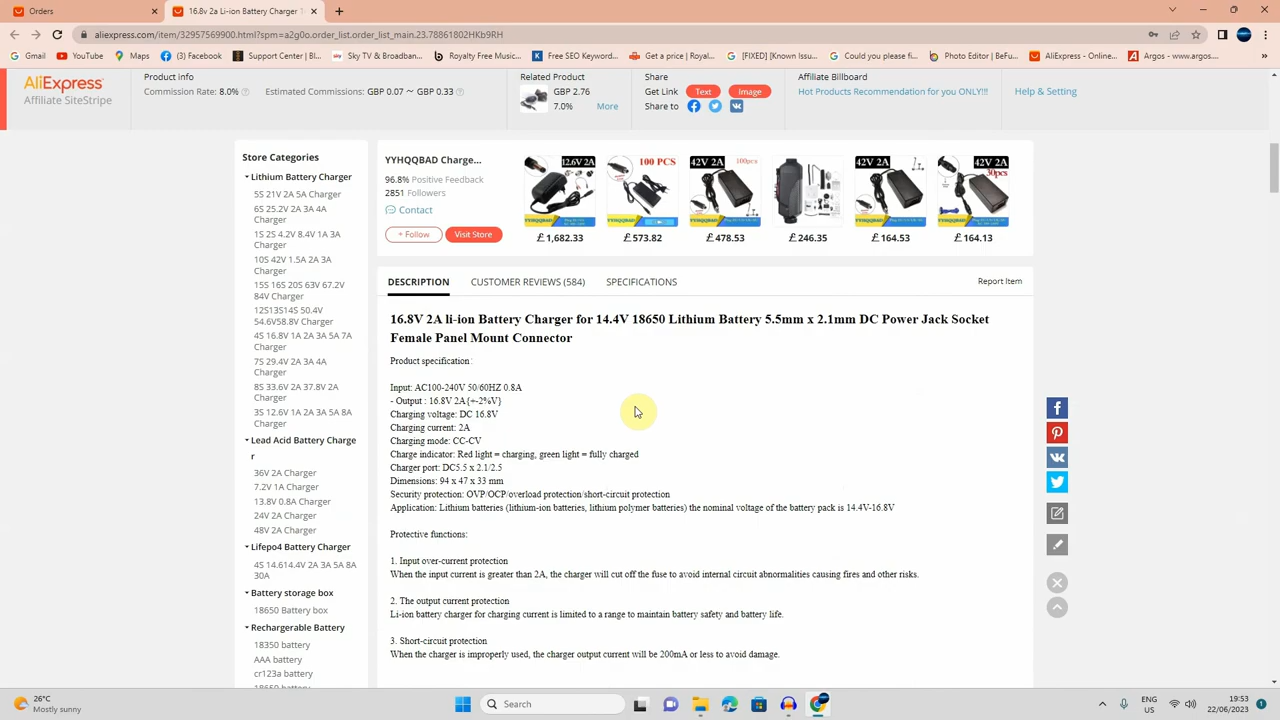 Orders
16.8v 2a Li-ion Battery Charger 1
aliexpress.com/item/32957569900.html?spm=a2g0o.order_list.order_list_main.23.78861802HKb9RH
Gmail
YouTube
Maps
(3) Facebook
Support Center | B...
Sky TV & Broadban...
Royalty Free Music...
Free SEO Keyword...
Get a price | Royal...
[FIXED] [Known Issu...
Could you please fi...
Photo Editor | BeFu...
AliExpress - Online...
Argos -www.argos...
AliExpress
Affiliate SiteStripe
Product info
Commission Rate: 8.0%
Estimated Commissions: GBP 0.07 ~ GBP 0.33
Related Product
GBP 2.76
7.0%
More
Share
Get Link Text Image
Share to
Affiliate Billboard
Hot Products Recommendation for you ONLY!!!
Help & Setting
Store Categories
Lithium Battery Charger
5S 21V 2A 5A Charger
6S 25.2V 2A 3A 4A
Charger
1S 2S 4.2V 8.4V 1A 3A
Charger
10S 42V 1.5A 2A 3A
Charger
15S 16S 20S 63V 67.2V
84V Charger
12S13S14S 50.4V
54.6V58.8V Charger
4S 16.8V 1A 2A 3A 5A 7A
Charger
7S 29.4V 2A 3A 4A
Charger
8S 33.6V 2A 37.8V 2A
Charger
3S 12.6V 1A 2A 3A 5A 8A
Charger
Lead Acid Battery Charge
r
36V 2A Charger
7.2V 1A Charger
13.8V 0.8A Charger
24V 2A Charger
48V 2A Charger
Lifepo4 Battery Charger
4S 14.614.4V 2A 3A 5A 8A
30A
Battery storage box
18650 Battery box
Rechargerable Battery
18350 battery
AAA battery
cr123a battery
18650 battery
YYHQQBAD Charge...
96.8% Positive Feedback
2851 Followers
Contact
+ Follow
Visit Store
12.6V 2A
100 PCS
42V 2A
100pcs
42V 2A
42V 2A
30pcs
YYHQQBAD
YYHQQBAD
YYHQQBAD
YYHQQBAD
YYHQQBAD
£1,682.33
£573.82
£478.53
£246.35
£164.53
£164.13
DESCRIPTION
CUSTOMER REVIEWS (584)
SPECIFICATIONS
Report Item
16.8V 2A li-ion Battery Charger for 14.4V 18650 Lithium Battery 5.5mm x 2.1mm DC Power Jack Socket
Female Panel Mount Connector
Product specification:
Input: AC100-240V 50/60HZ 0.8A
- Output : 16.8V 2A{+-2%V}
Charging voltage: DC 16.8V
Charging current: 2A
Charging mode: CC-CV
Charge indicator: Red light = charging, green light = fully charged
Charger port: DC5.5 x 2.1/2.5
Dimensions: 94 x 47 x 33 mm
Security protection: OVP/OCP/overload protection/short-circuit protection
Application: Lithium batteries (lithium-ion batteries, lithium polymer batteries) the nominal voltage of the battery pack is 14.4V-16.8V
Protective functions:
1. Input over-current protection
When the input current is greater than 2A, the charger will cut off the fuse to avoid internal circuit abnormalities causing fires and other risks.
2. The output current protection
Li-ion battery charger for charging current is limited to a range to maintain battery safety and battery life.
3. Short-circuit protection
When the charger is improperly used, the charger output current will be 200mA or less to avoid damage.
26°C
Mostly sunny
Search
ENG
US
19:53
22/06/2023